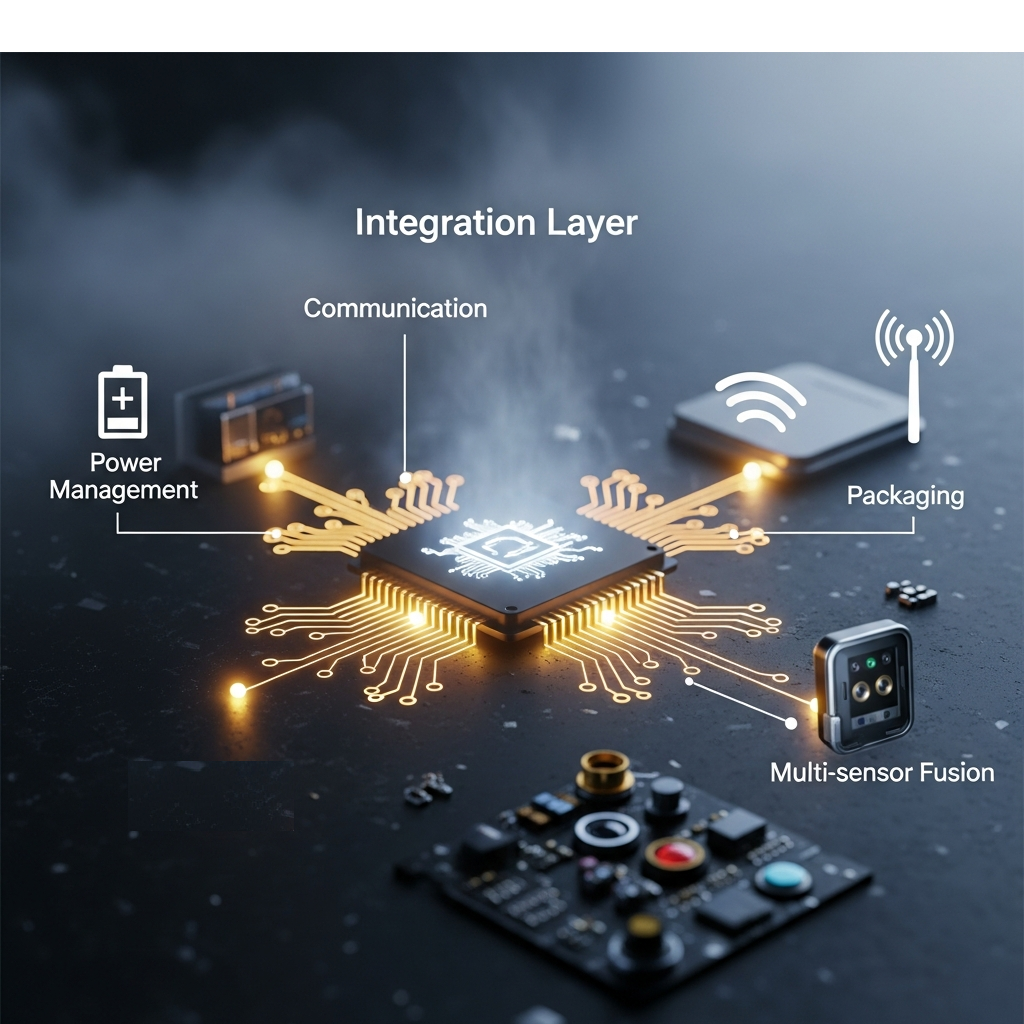 Integration Layer
Communication
Power
Management
Packaging
Multi-sensor Fusion